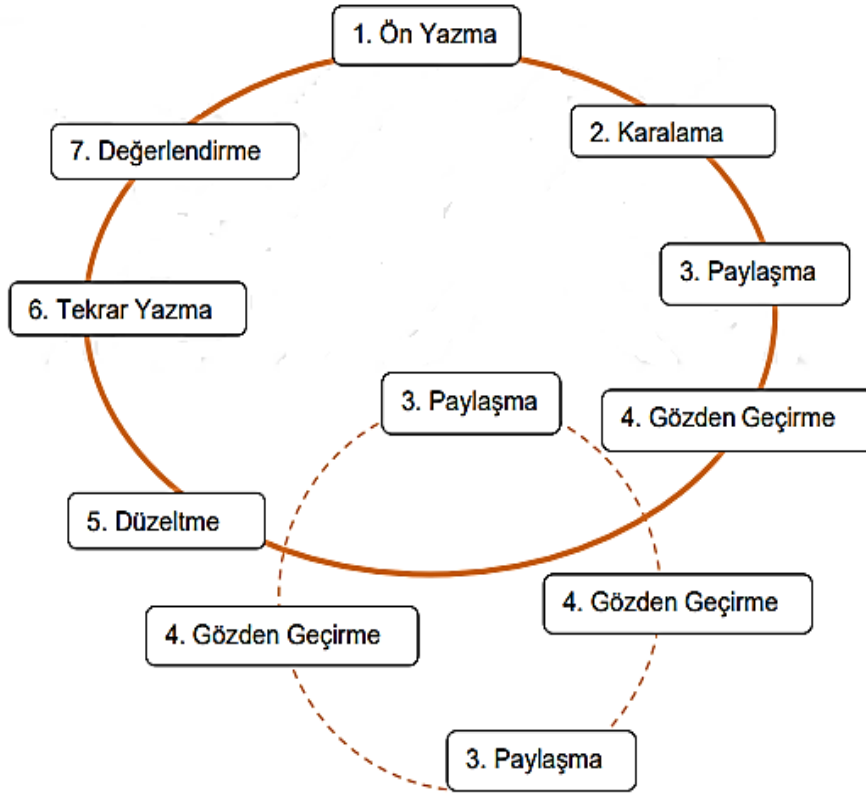 1. Ön Yazma
2. Karalama
7. Değerlendirme
3. Paylaşma
6. Tekrar Yazma
3. Paylaşma
4. Gözden Geçirme
5. Düzeltme
4. Gözden Geçirme
4. Gözden Geçirme
3. Paylaşma